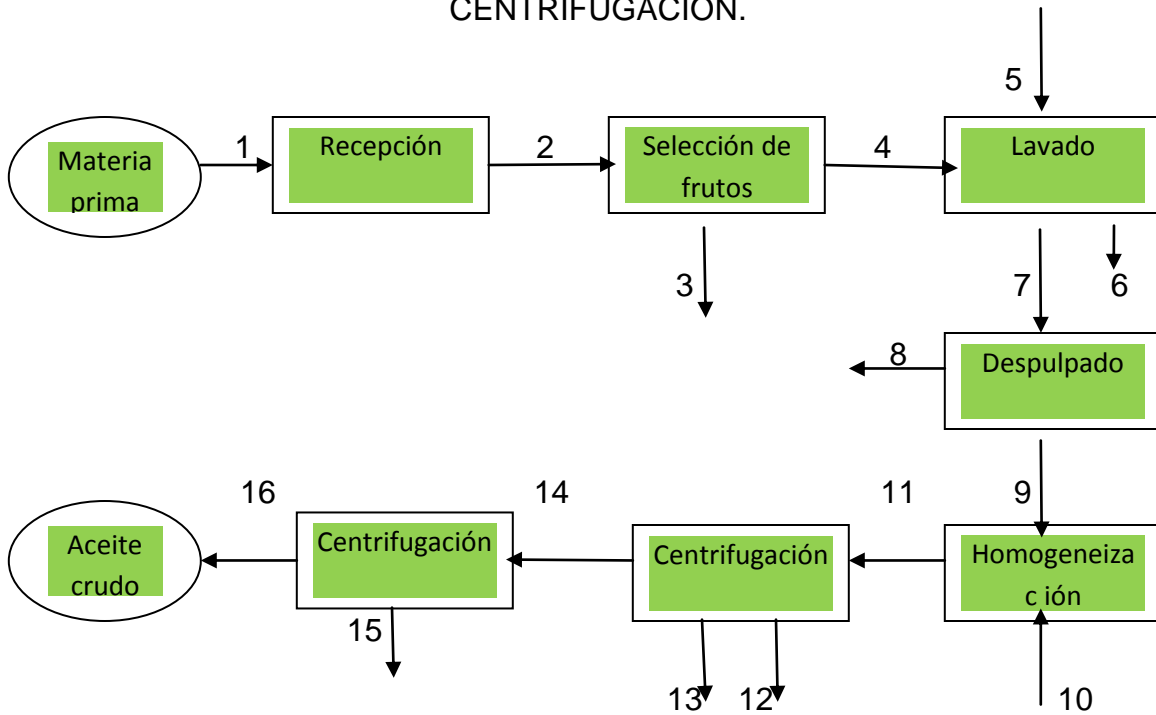 CENTRIFUGACIÓN.
5
Materia
prima
1
Recepción
2
Selección de
frutos
4
Lavado
3
7
6
8
Despulpado
16
14
11
9
Aceite
crudo
Centrifugación
Centrifugación
Homogeneiza
c ión
15
13
12
10